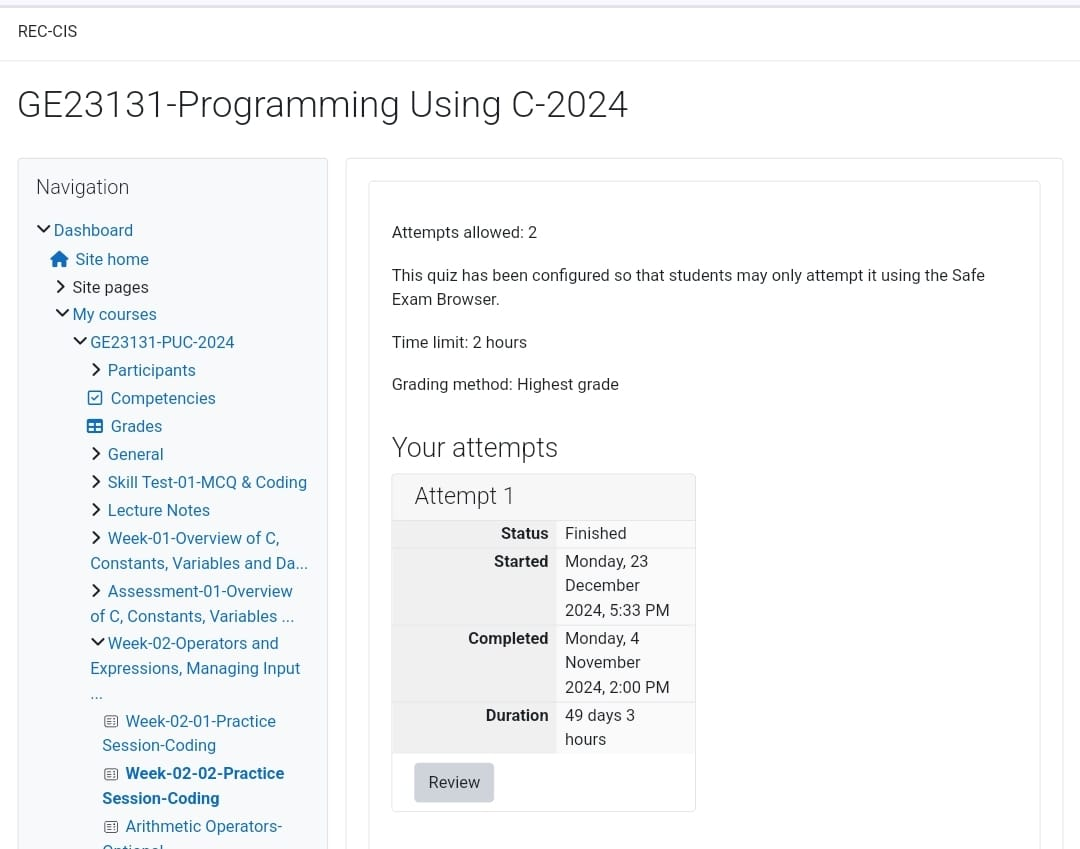 REC-CIS
GE23131-Programming Using C-2024
Navigation
Dashboard
Site home
Site pages
My courses
GE23131-PUC-2024
Participants
Competencies
Grades
General
Skill Test-01-MCQ & Coding
Lecture Notes
Week-01-Overview of C,
Constants, Variables and Da...
Assessment-01-Overview
of C, Constants, Variables ...
Week-02-Operators and
Expressions, Managing Input
...
Week-02-01-Practice
Session-Coding
Week-02-02-Practice
Session-Coding
Arithmetic Operators-
Attempts allowed: 2
This quiz has been configured so that students may only attempt it using the Safe
Exam Browser.
Time limit: 2 hours
Grading method: Highest grade
Your attempts
Attempt 1
Status Finished
Started Monday, 23
December
2024, 5:33 PM
Completed Monday, 4
November
2024, 2:00 PM
Duration 49 days 3
hours
Review